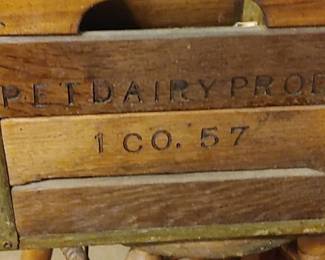 PET DAIRY PROD
1 CO. 57